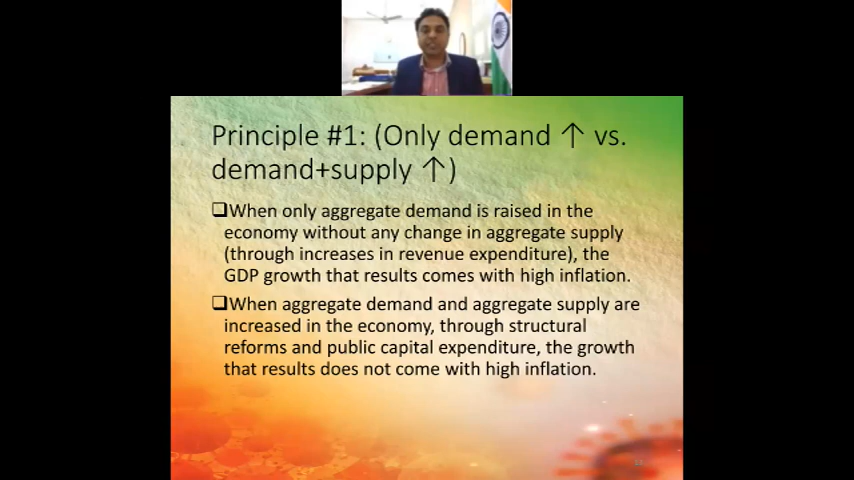 Principle #1: (Only demand ↑ vs.
demand+supply ↑)
❑When only aggregate demand is raised in the
economy without any change in aggregate supply
(through increases in revenue expenditure), the
GDP growth that results comes with high inflation.
❑When aggregate demand and aggregate supply are
increased in the economy, through structural
reforms and public capital expenditure, the growth
that results does not come with high inflation.